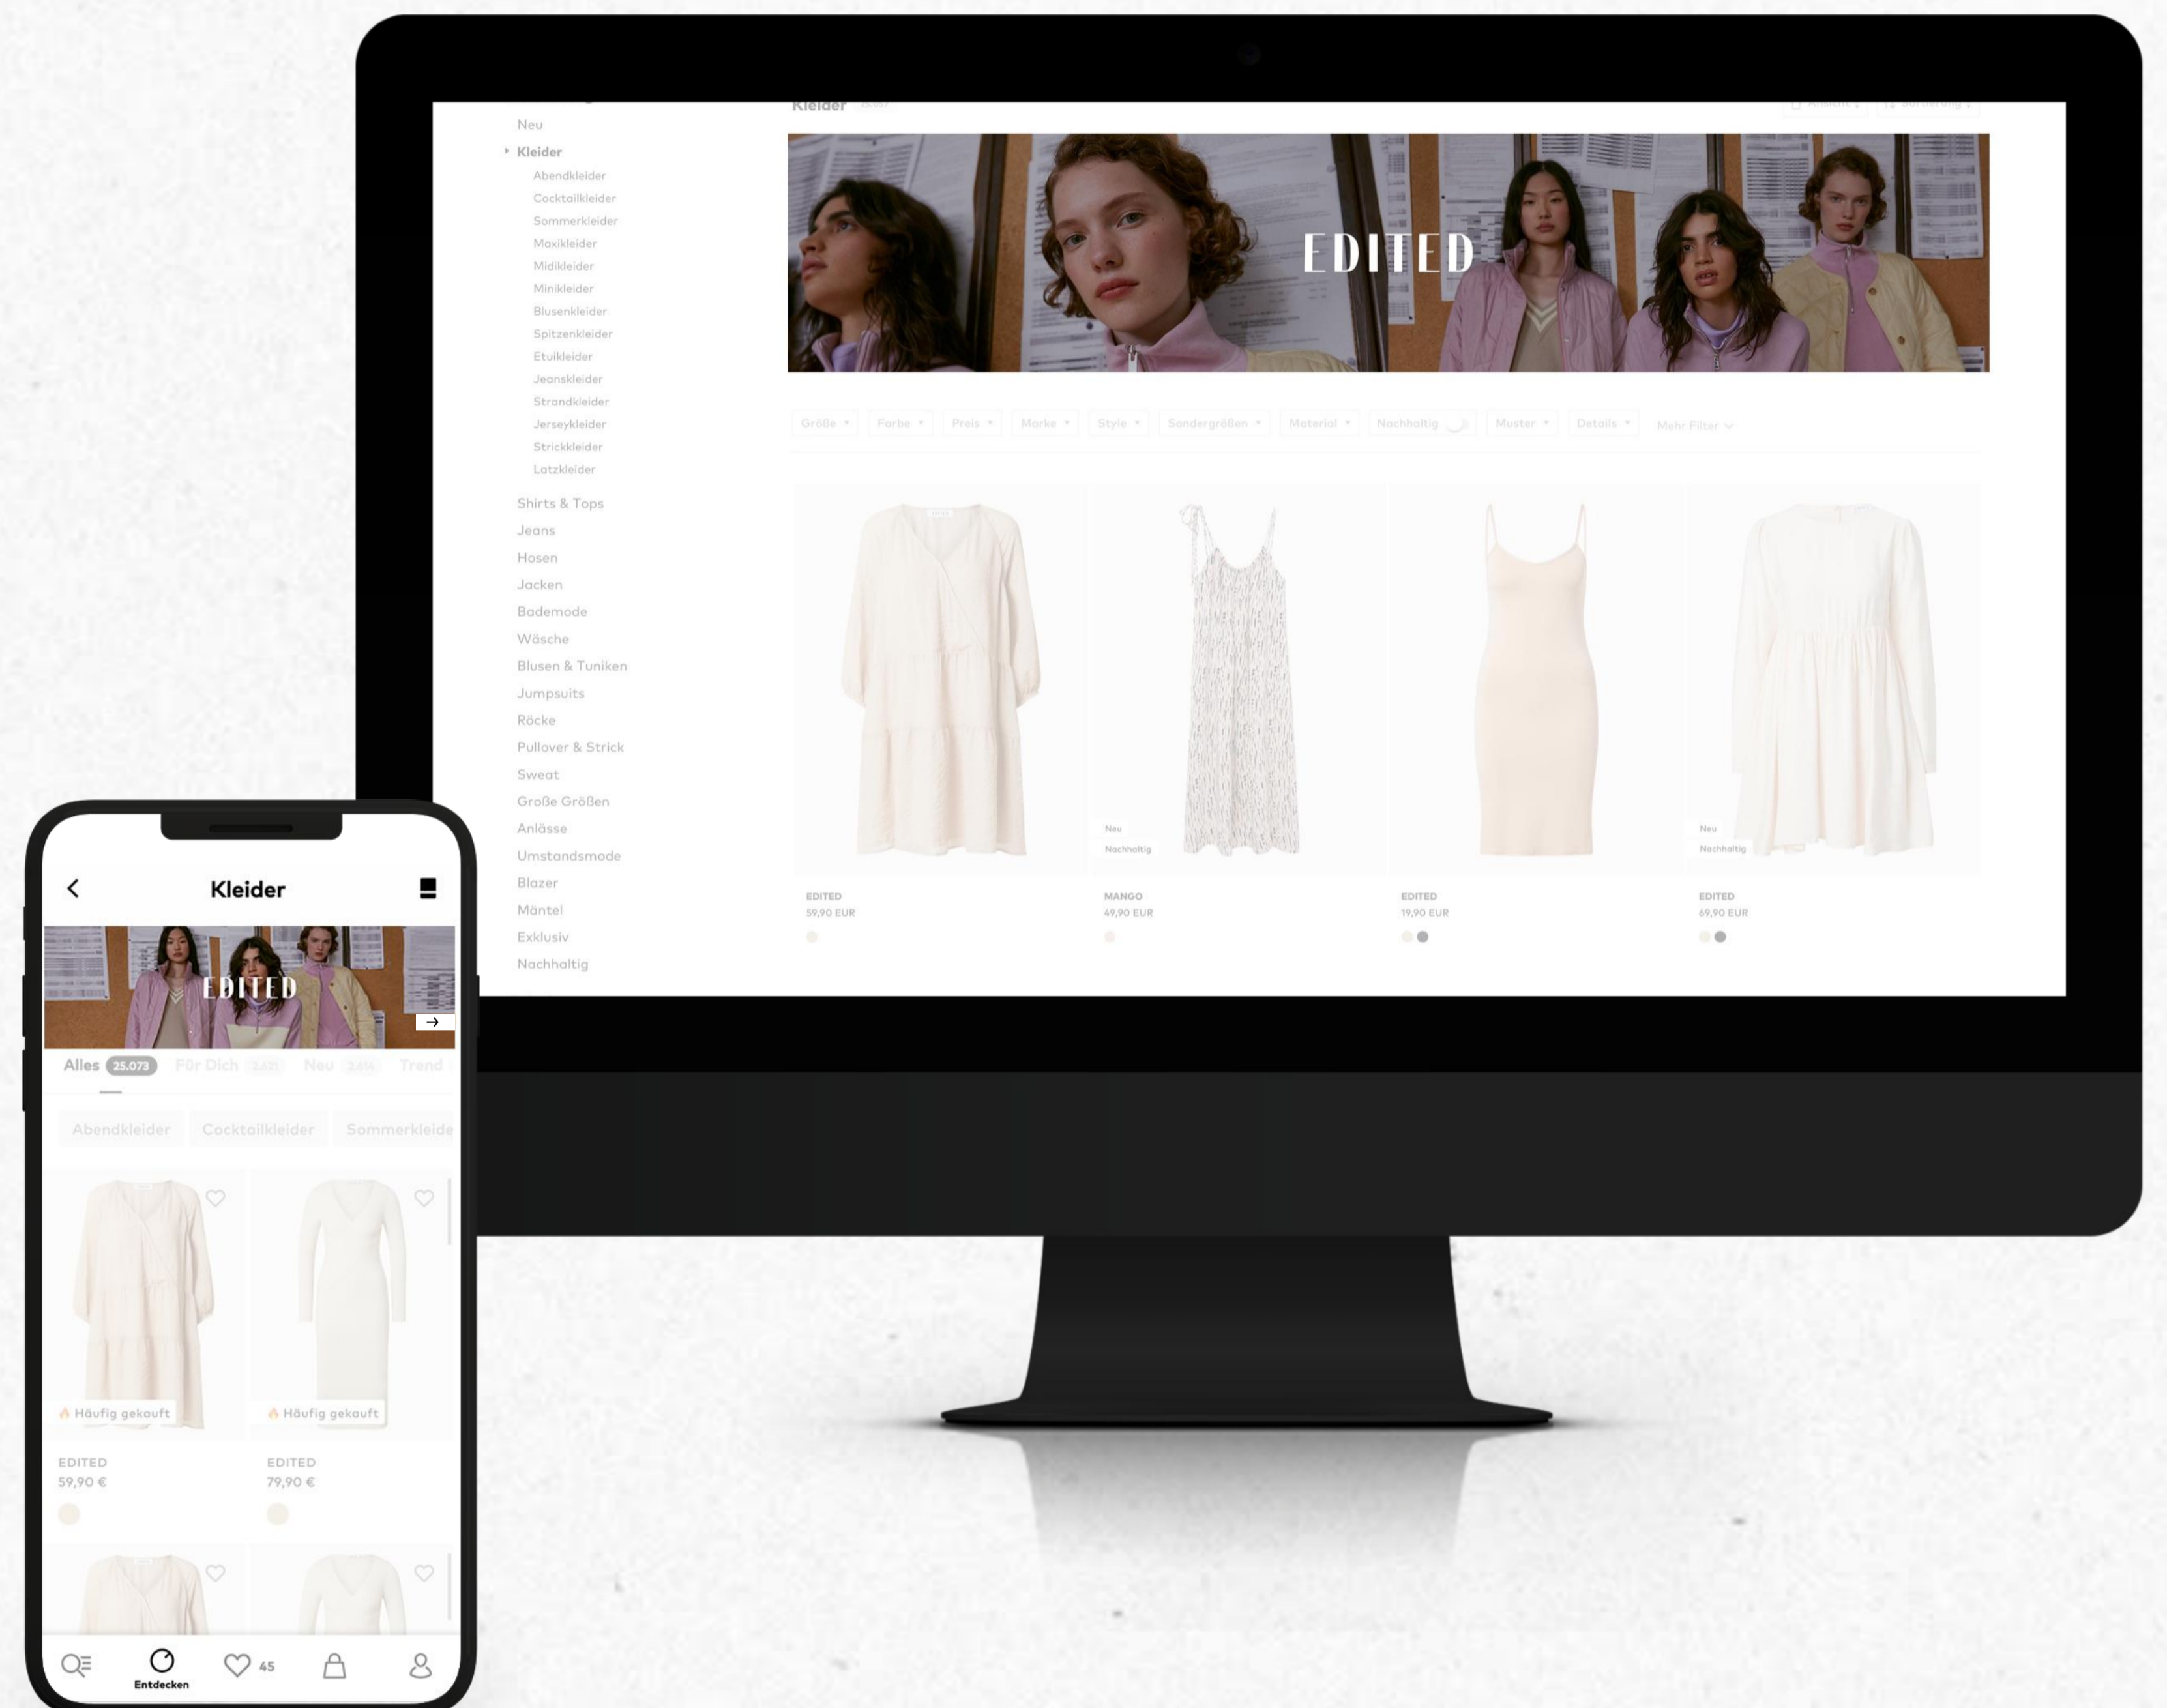 Kleider
Neu
Kleider
Abendkleider
Cocktailkleider
Sommerkleider
Maxikleider
Midikleider
Minikleider
Blusenkleider
Spitzenkleider
Etuikleider
Jeanskleider
Strandkleider
Jerseykleider
Strickkleider
Latzkleider
Shirts & Tops
Jeans
Hosen
Jacken
Bademode
Wäsche
Blusen & Tuniken
Jumpsuits
Röcke
Pullover & Strick
Sweat
Große Größen
Anlässe
Umstandsmode
Blazer
Mäntel
Exklusiv
Nachhaltig
EDITED
Größe Farbe Preis Marke Style Sondergrößen Material Nachhaltig Muster Details Mehr Filter
Neu
Nachhaltig
Neu
Nachhaltig
EDITED
59,90 EUR
MANGO
49,90 EUR
EDITED
19,90 EUR
EDITED
69,90 EUR
Kleider
EDITED
Alles 25.073 Für Dich 2.621 Neu 2.614 Trend
Abendkleider Cocktailkleider Sommerkleide
Häufig gekauft
Häufig gekauft
EDITED
59,90 €
EDITED
79,90 €
45
Entdecken